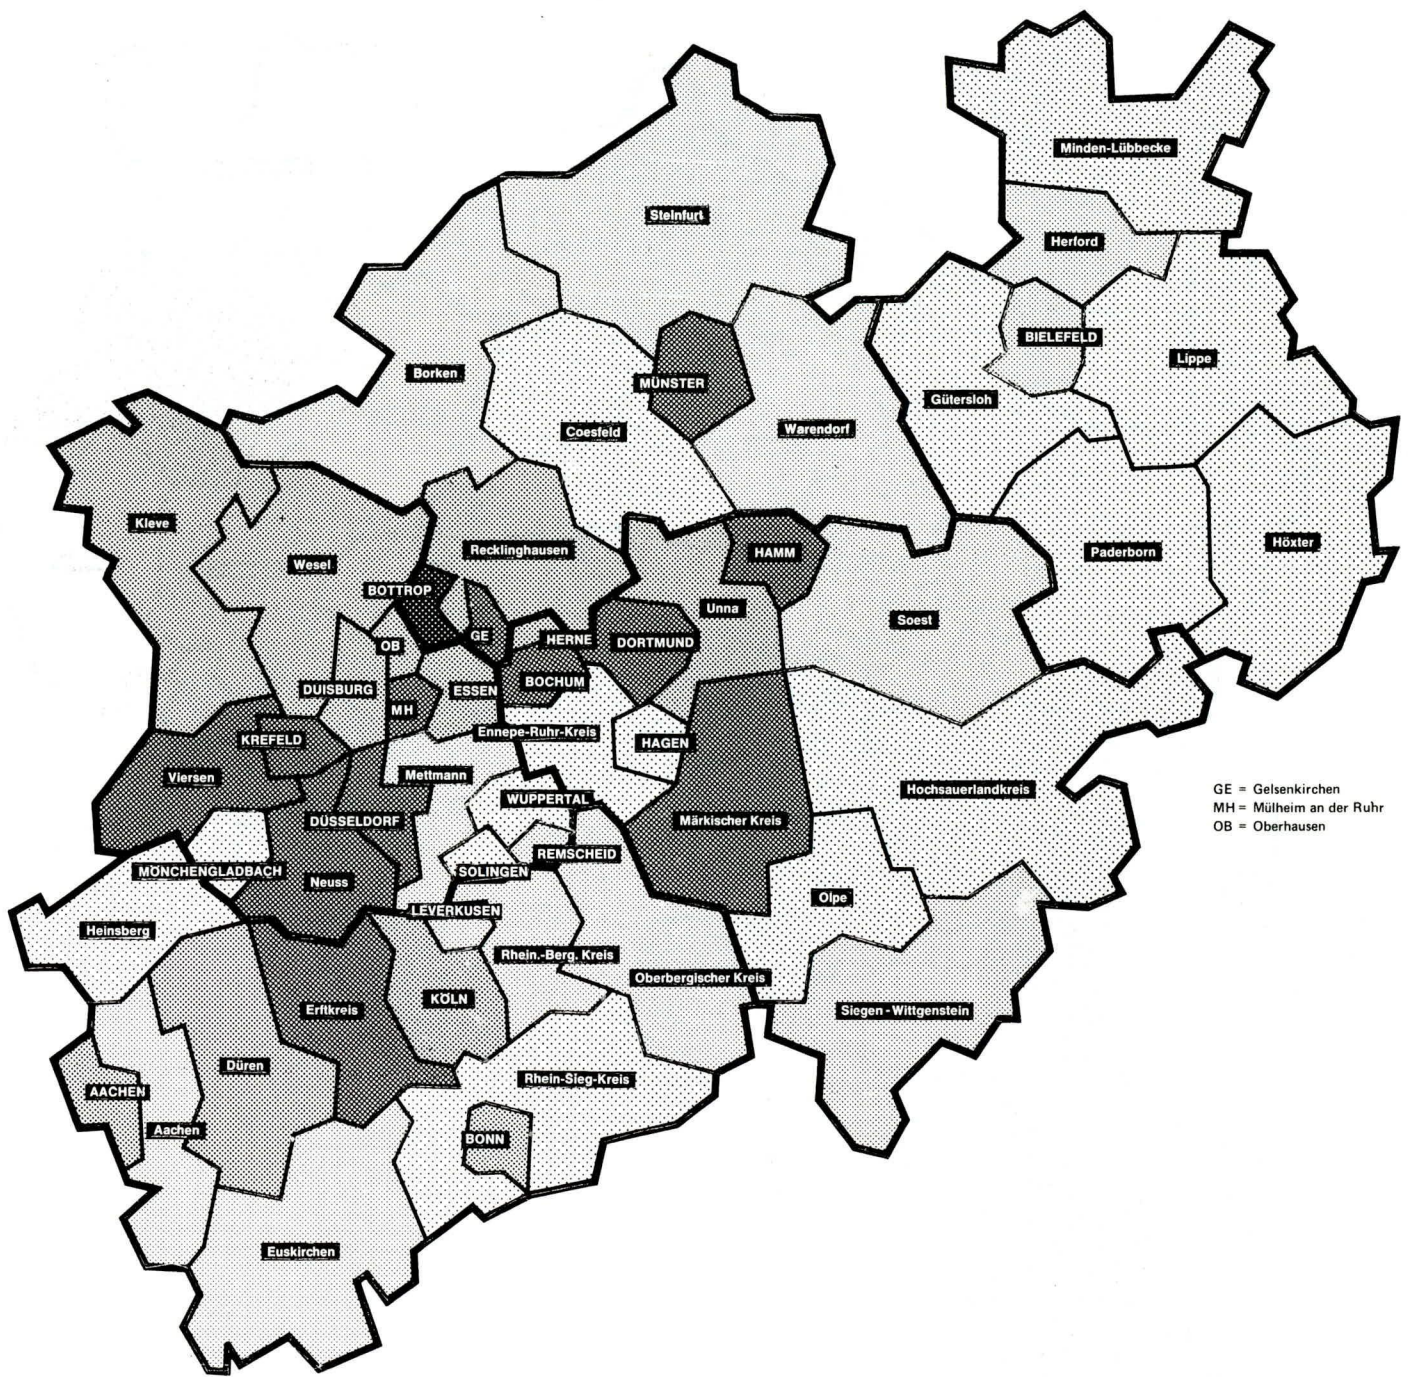 Minden-Lübbecke
Steinfurt
Herford
BIELEFELD
Lippe
Borken
MÜNSTER
Gütersloh
Coesfeld
Warendorf
Kleve
Recklinghausen
HAMM
Paderborn
Höxter
Wesel
BOTTROP
Unna
Soest
GE
HERNE
DORTMUND
OB
DUISBURG
ESSEN
BOCHUM
MH
KREFELD
Ennepe-Ruhr-Kreis
HAGEN
Viersen
Mettmann
Hochsauerlandkreis
GE = Gelsenkirchen
MH = Mülheim an der Ruhr
OB = Oberhausen
WUPPERTAL
DÜSSELDORF
Märkischer Kreis
REMSCHEID
MÖNCHENGLADBACH
SOLINGEN
Neuss
Olpe
LEVERKUSEN
Heinsberg
Rhein.-Berg. Kreis
Oberbergischer Kreis
KÖLN
Erftkreis
Siegen-Wittgenstein
Düren
Rhein-Sieg-Kreis
AACHEN
Aachen
BONN
Euskirchen